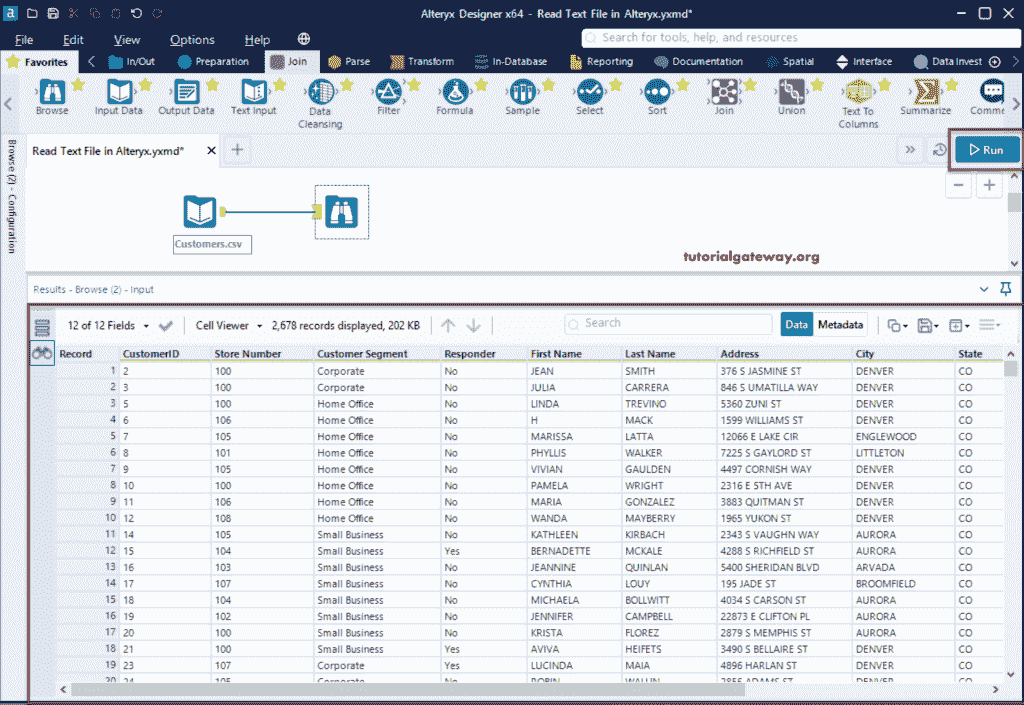 Alteryx Designer x64 - Read Text File in Alteryx.yxmd*
File Edit View Options Help
Search for tools, help, and resources
Favorites In/Out Preparation Join Parse Transform In-Database Reporting Documentation Spatial Interface Data Invest
Browse Input Data Output Data Text Input Data Cleansing Filter Formula Sample Select Sort Join Union Text To Columns Summarize Comme
Read Text File in Alteryx.yxmd*
Run
Browse (2) - Configuration
Customers.csv
tutorialgateway.org
Results - Browse (2) - Input
12 of 12 Fields Cell Viewer 2,678 records displayed, 202 KB Search Data Metadata
Record CustomerID Store Number Customer Segment Responder First Name Last Name Address City State
1 2 100 Corporate No JEAN SMITH 376 S JASMINE ST DENVER CO
2 3 100 Corporate No JULIA CARRERA 846 S UMATILLA WAY DENVER CO
3 5 100 Home Office No LINDA TREVINO 5360 ZUNI ST DENVER CO
4 6 106 Home Office No H MACK 1599 WILLIAMS ST DENVER CO
5 7 105 Home Office No MARISSA LATTA 12066 E LAKE CIR ENGLEWOOD CO
6 8 101 Home Office No PHYLLIS WALKER 7225 S GAYLORD ST LITTLETON CO
7 9 105 Home Office No VIVIAN GAULDEN 4497 CORNISH WAY DENVER CO
8 10 100 Home Office No PAMELA WRIGHT 2316 E 5TH AVE DENVER CO
9 11 106 Home Office No MARIA GONZALEZ 3883 QUITMAN ST DENVER CO
10 12 108 Home Office No WANDA MAYBERRY 1965 YUKON ST DENVER CO
11 14 105 Small Business No KATHLEEN KIRBACH 2343 S VAUGHN WAY AURORA CO
12 15 104 Small Business Yes BERNADETTE MCKALE 4288 S RICHFIELD ST AURORA CO
13 16 103 Small Business No JEANNINE QUINLAN 5400 SHERIDAN BLVD ARVADA CO
14 17 107 Small Business No CYNTHIA LOUY 195 JADE ST BROOMFIELD CO
15 18 104 Small Business No MICHAELA BOLLWITT 4034 S CARSON ST AURORA CO
16 19 102 Small Business No JENNIFER CAMPBELL 22873 E CLIFTON PL AURORA CO
17 20 100 Small Business No KRISTA FLOREZ 2879 S MEMPHIS ST AURORA CO
18 21 100 Small Business Yes AVIVA HEIFETS 3490 S BELLAIRE ST DENVER CO
19 23 107 Corporate Yes LUCINDA MAIA 4896 HARLAN ST DENVER CO
20 24 105 Corporate No ROBIN